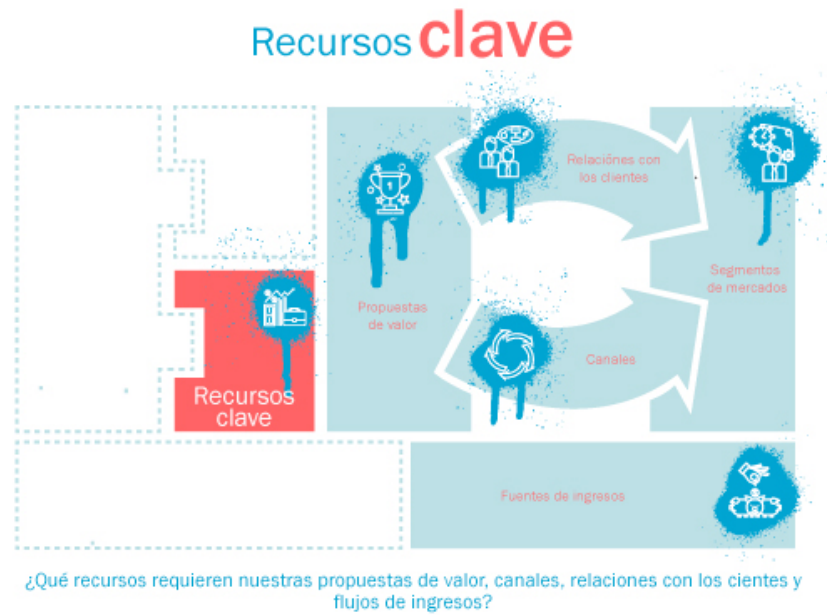 Recursos clave
Relaciónes con
los clientes
Segmentos
de mercados
Propuestas
de valor
Canales
Recursos
clave
Fuentes de ingresos
¿Qué recursos requieren nuestras propuestas de valor, canales, relaciones con los cientes y
flujos de ingresos?